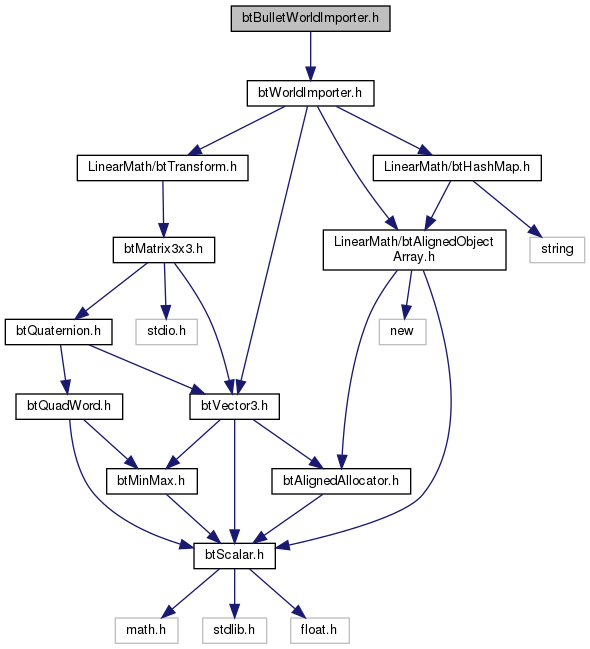 btBulletWorldImporter.h
btWorldImporter.h
LinearMath/btTransform.h
LinearMath/btHashMap.h
btMatrix3x3.h
LinearMath/btAlignedObject
Array.h
string
btQuaternion.h
stdio.h
new
btQuadWord.h
btVector3.h
btMinMax.h
btAlignedAllocator.h
btScalar.h
math.h
stdlib.h
float.h